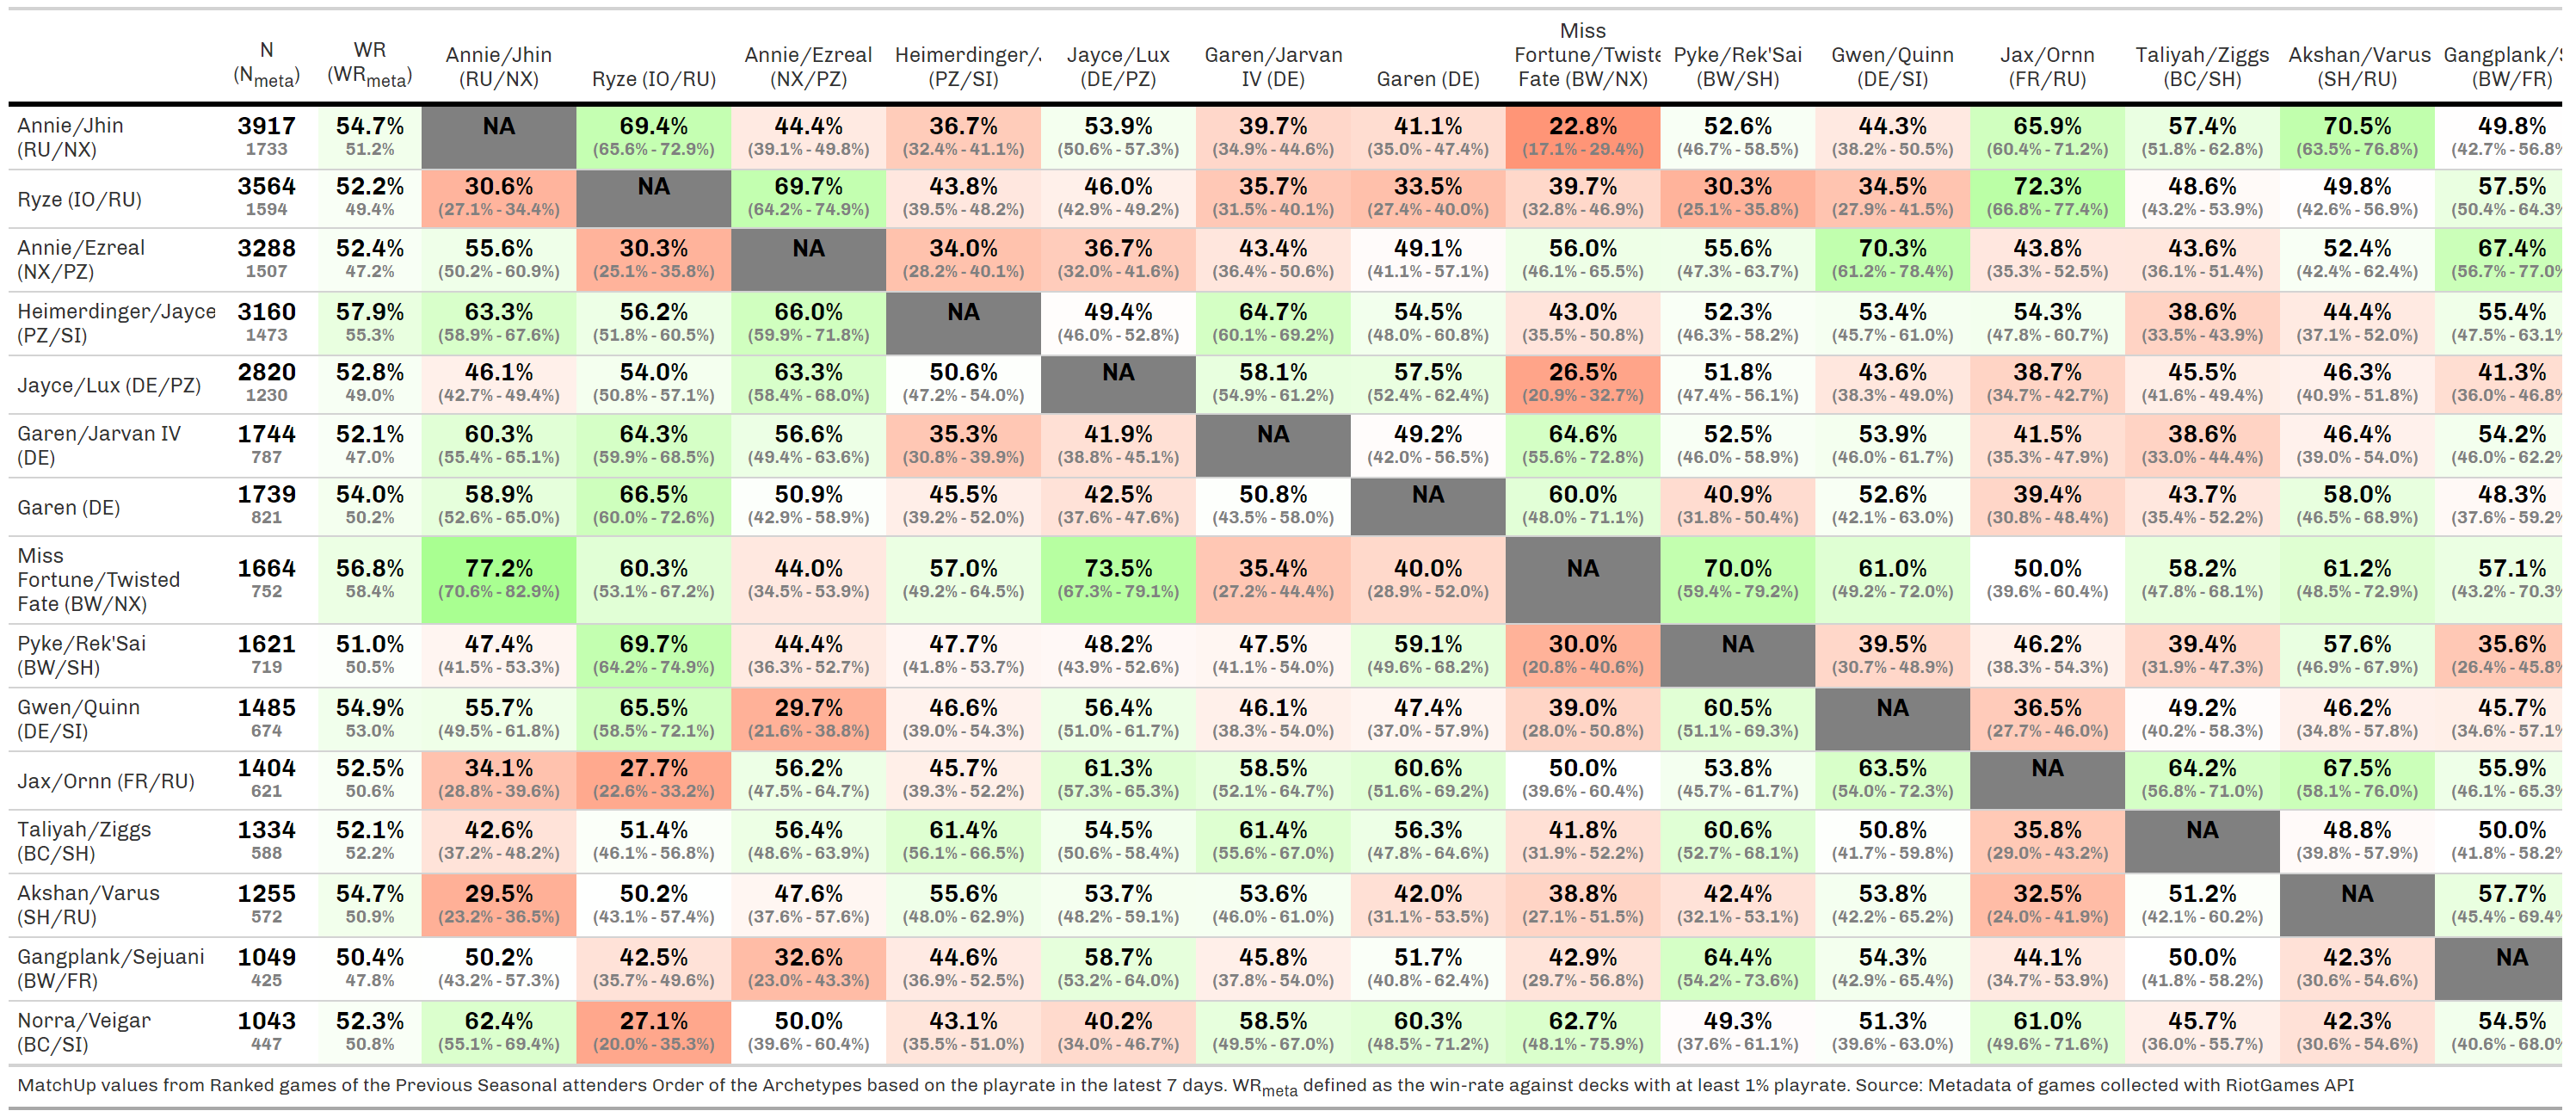 N WR Annie/Jhin Ryze (IO/RU) Annie/Ezreal Heimerdinger/ Jayce/Lux Garen/Jarvan Garen (DE) Miss Pyke/Rek'Sai Gwen/Quinn Jax/Ornn Taliyah/Ziggs Akshan/Varus Gangplank/
(Nmeta) (WRmeta) (RU/NX) (NX/PZ) (PZ/SI) (DE/PZ) IV (DE) Fortune/Twiste Fate (BW/NX) (BW/SH) (DE/SI) (FR/RU) (BC/SH) (SH/RU) (BW/FR)
Annie/Jhin 3917 54.7% NA 69.4% 44.4% 36.7% 53.9% 39.7% 41.1% 22.8% 52.6% 44.3% 65.9% 57.4% 70.5% 49.8%
(RU/NX) 1733 51.2% (65.6% - 72.9%) (39.1% - 49.8%) (32.4% - 41.1%) (50.6% - 57.3%) (34.9% - 44.6%) (35.0% - 47.4%) (17.1% - 29.4%) (46.7% - 58.5%) (38.2% - 50.5%) (60.4% - 71.2%) (51.8% - 62.8%) (63.5% - 76.8%) (42.7% - 56.8%
Ryze (IO/RU) 3564 52.2% 30.6% NA 69.7% 43.8% 46.0% 35.7% 33.5% 39.7% 30.3% 34.5% 72.3% 48.6% 49.8% 57.5%
1594 49.4% (27.1% - 34.4%) (64.2% - 74.9%) (39.5% - 48.2%) (42.9% - 49.2%) (31.5% - 40.1%) (27.4% - 40.0%) (32.8% - 46.9%) (25.1% - 35.8%) (27.9% - 41.5%) (66.8% - 77.4%) (43.2% - 53.9%) (42.6% - 56.9%) (50.4% - 64.3%
Annie/Ezreal 3288 52.4% 55.6% 30.3% NA 34.0% 36.7% 43.4% 49.1% 56.0% 55.6% 70.3% 43.8% 43.6% 52.4% 67.4%
(NX/PZ) 1507 47.2% (50.2% - 60.9%) (25.1% - 35.8%) (28.2% - 40.1%) (32.0% - 41.6%) (36.4% - 50.6%) (41.1% - 57.1%) (46.1% - 65.5%) (47.3% - 63.7%) (61.2% - 78.4%) (35.3% - 52.5%) (36.1% - 51.4%) (42.4% - 62.4%) (56.7% - 77.0%
Heimerdinger/Jayce 3160 57.9% 63.3% 56.2% 66.0% NA 49.4% 64.7% 54.5% 43.0% 52.3% 53.4% 54.3% 38.6% 44.4% 55.4%
(PZ/SI) 1473 55.3% (58.9% - 67.6%) (51.8% - 60.5%) (59.9% - 71.8%) (46.0% - 52.8%) (60.1% - 69.2%) (48.0% - 60.8%) (35.5% - 50.8%) (46.3% - 58.2%) (45.7% - 61.0%) (47.8% - 60.7%) (33.5% - 43.9%) (37.1% - 52.0%) (47.5% - 63.1%
Jayce/Lux (DE/PZ) 2820 52.8% 46.1% 54.0% 63.3% 50.6% NA 58.1% 57.5% 26.5% 51.8% 43.6% 38.7% 45.5% 46.3% 41.3%
1230 49.0% (42.7% - 49.4%) (50.8% - 57.1%) (58.4% - 68.0%) (47.2% - 54.0%) (54.9% - 61.2%) (52.4% - 62.4%) (20.9% - 32.7%) (47.4% - 56.1%) (38.3% - 49.0%) (34.7% - 42.7%) (41.6% - 49.4%) (40.9% - 51.8%) (36.0% - 46.8%
Garen/Jarvan IV 1744 52.1% 60.3% 64.3% 56.6% 35.3% 41.9% NA 49.2% 64.6% 52.5% 53.9% 41.5% 38.6% 46.4% 54.2%
(DE) 787 47.0% (55.4% - 65.1%) (59.9% - 68.5%) (49.4% - 63.6%) (30.8% - 39.9%) (38.8% - 45.1%) (42.0% - 56.5%) (55.6% - 72.8%) (46.0% - 58.9%) (46.0% - 61.7%) (35.3% - 47.9%) (33.0% - 44.4%) (39.0% - 54.0%) (46.0% - 62.2%
Garen (DE) 1739 54.0% 58.9% 66.5% 50.9% 45.5% 42.5% 50.8% NA 60.0% 40.9% 52.6% 39.4% 43.7% 58.0% 48.3%
821 50.2% (52.6% - 65.0%) (60.0% - 72.6%) (42.9% - 58.9%) (39.2% - 52.0%) (37.6% - 47.6%) (43.5% - 58.0%) (48.0% - 71.1%) (31.8% - 50.4%) (42.1% - 63.0%) (30.8% - 48.4%) (35.4% - 52.2%) (46.5% - 68.9%) (37.6% - 59.2%
Miss
Fortune/Twisted 1664 56.8% 77.2% 60.3% 44.0% 57.0% 73.5% 35.4% 40.0% NA 70.0% 61.0% 50.0% 58.2% 61.2% 57.1%
Fate (BW/NX) 752 58.4% (70.6% - 82.9%) (53.1% - 67.2%) (34.5% - 53.9%) (49.2% - 64.5%) (67.3% - 79.1%) (27.2% - 44.4%) (28.9% - 52.0%) (59.4% - 79.2%) (49.2% - 72.0%) (39.6% - 60.4%) (47.8% - 68.1%) (48.5% - 72.9%) (43.2% - 70.3%
Pyke/Rek'Sai 1621 51.0% 47.4% 69.7% 44.4% 47.7% 48.2% 47.5% 59.1% 30.0% NA 39.5% 46.2% 39.4% 57.6% 35.6%
(BW/SH) 719 50.5% (41.5% - 53.3%) (64.2% - 74.9%) (36.3% - 52.7%) (41.8% - 53.7%) (43.9% - 52.6%) (41.1% - 54.0%) (49.6% - 68.2%) (20.8% - 40.6%) (30.7% - 48.9%) (38.3% - 54.3%) (31.9% - 47.3%) (46.9% - 67.9%) (26.4% - 45.8%
Gwen/Quinn 1485 54.9% 55.7% 65.5% 29.7% 46.6% 56.4% 46.1% 47.4% 39.0% 60.5% NA 36.5% 49.2% 46.2% 45.7%
(DE/SI) 674 53.0% (49.5% - 61.8%) (58.5% - 72.1%) (21.6% - 38.8%) (39.0% - 54.3%) (51.0% - 61.7%) (38.3% - 54.0%) (37.0% - 57.9%) (28.0% - 50.8%) (51.1% - 69.3%) (27.7% - 46.0%) (40.2% - 58.3%) (34.8% - 57.8%) (34.6% - 57.1%
Jax/Ornn (FR/RU) 1404 52.5% 34.1% 27.7% 56.2% 45.7% 61.3% 58.5% 60.6% 50.0% 53.8% 63.5% NA 64.2% 67.5% 55.9%
621 50.6% (28.8% - 39.6%) (22.6% - 33.2%) (47.5% - 64.7%) (39.3% - 52.2%) (57.3% - 65.3%) (52.1% - 64.7%) (51.6% - 69.2%) (39.6% - 60.4%) (45.7% - 61.7%) (54.0% - 72.3%) (56.8% - 71.0%) (58.1% - 76.0%) (46.1% - 65.3%
Taliyah/Ziggs 1334 52.1% 42.6% 51.4% 56.4% 61.4% 54.5% 61.4% 56.3% 41.8% 60.6% 50.8% 35.8% NA 48.8% 50.0%
(BC/SH) 588 52.2% (37.2% - 48.2%) (46.1% - 56.8%) (48.6% - 63.9%) (56.1% - 66.5%) (50.6% - 58.4%) (55.6% - 67.0%) (47.8% - 64.6%) (31.9% - 52.2%) (52.7% - 68.1%) (41.7% - 59.8%) (29.0% - 43.2%) (39.8% - 57.9%) (41.8% - 58.2%
Akshan/Varus 1255 54.7% 29.5% 50.2% 47.6% 55.6% 53.7% 53.6% 42.0% 38.8% 42.4% 53.8% 32.5% 51.2% NA 57.7%
(SH/RU) 572 50.9% (23.2% - 36.5%) (43.1% - 57.4%) (37.6% - 57.6%) (48.0% - 62.9%) (48.2% - 59.1%) (46.0% - 61.0%) (31.1% - 53.5%) (27.1% - 51.5%) (32.1% - 53.1%) (42.2% - 65.2%) (24.0% - 41.9%) (42.1% - 60.2%) (45.4% - 69.4%
Gangplank/Sejuani 1049 50.4% 50.2% 42.5% 32.6% 44.6% 58.7% 45.8% 51.7% 42.9% 64.4% 54.3% 44.1% 50.0% 42.3% NA
(BW/FR) 425 47.8% (43.2% - 57.3%) (35.7% - 49.6%) (23.0% - 43.3%) (36.9% - 52.5%) (53.2% - 64.0%) (37.8% - 54.0%) (40.8% - 62.4%) (29.7% - 56.8%) (54.2% - 73.6%) (42.9% - 65.4%) (34.7% - 53.9%) (41.8% - 58.2%) (30.6% - 54.6%)
Norra/Veigar 1043 52.3% 62.4% 27.1% 50.0% 43.1% 40.2% 58.5% 60.3% 62.7% 49.3% 51.3% 61.0% 45.7% 42.3% 54.5%
(BC/SI) 447 50.8% (55.1% - 69.4%) (20.0% - 35.3%) (39.6% - 60.4%) (35.5% - 51.0%) (34.0% - 46.7%) (49.5% - 67.0%) (48.5% - 71.2%) (48.1% - 75.9%) (37.6% - 61.1%) (39.6% - 63.0%) (49.6% - 71.6%) (36.0% - 55.7%) (30.6% - 54.6%) (40.6% - 68.0%
MatchUp values from Ranked games of the Previous Seasonal attenders Order of the Archetypes based on the playrate in the latest 7 days. WRmeta defined as the win-rate against decks with at least 1% playrate. Source: Metadata of games collected with RiotGames API